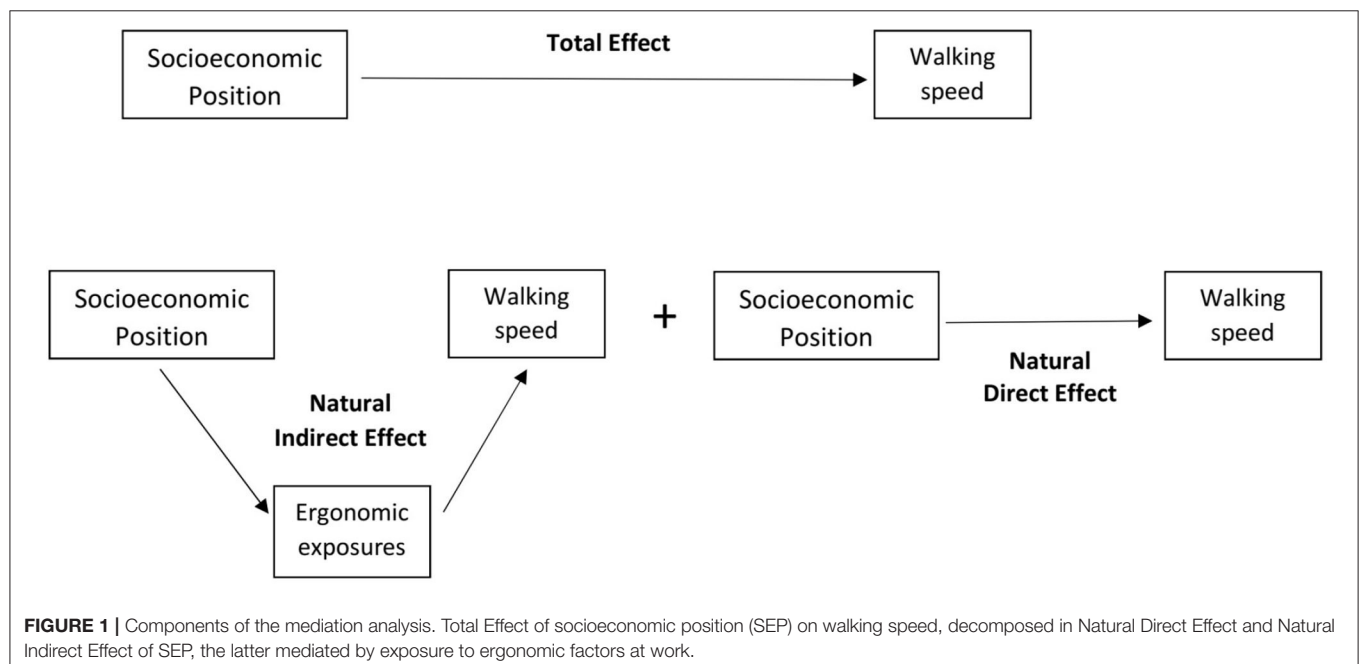 Socioeconomic
Position
Total Effect
Walking
speed
Socioeconomic
Position
Natural
Indirect Effect
Ergonomic
exposures
Walking
speed
+
Socioeconomic
Position
Natural
Direct Effect
Walking
speed
FIGURE 1 | Components of the mediation analysis. Total Effect of socioeconomic position (SEP) on walking speed, decomposed in Natural Direct Effect and Natural
Indirect Effect of SEP, the latter mediated by exposure to ergonomic factors at work.